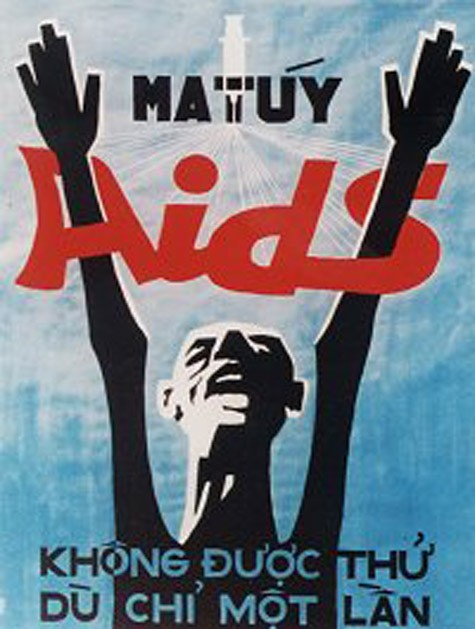 MA TÚY
AidS
KHÔNG ĐƯỢC THỬ
DÙ CHỈ MỘT LẦN